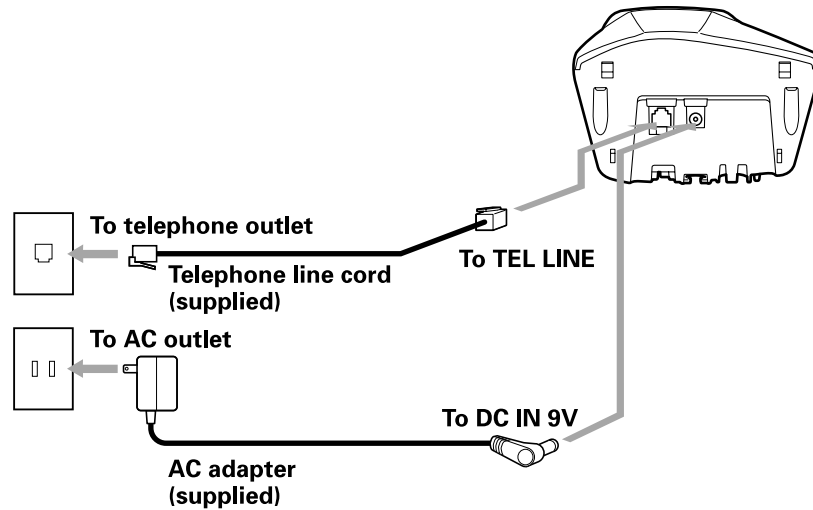 To telephone outlet
To TEL LINE
Telephone line cord
(supplied)
To AC outlet
To DC IN 9V
AC adapter
(supplied)